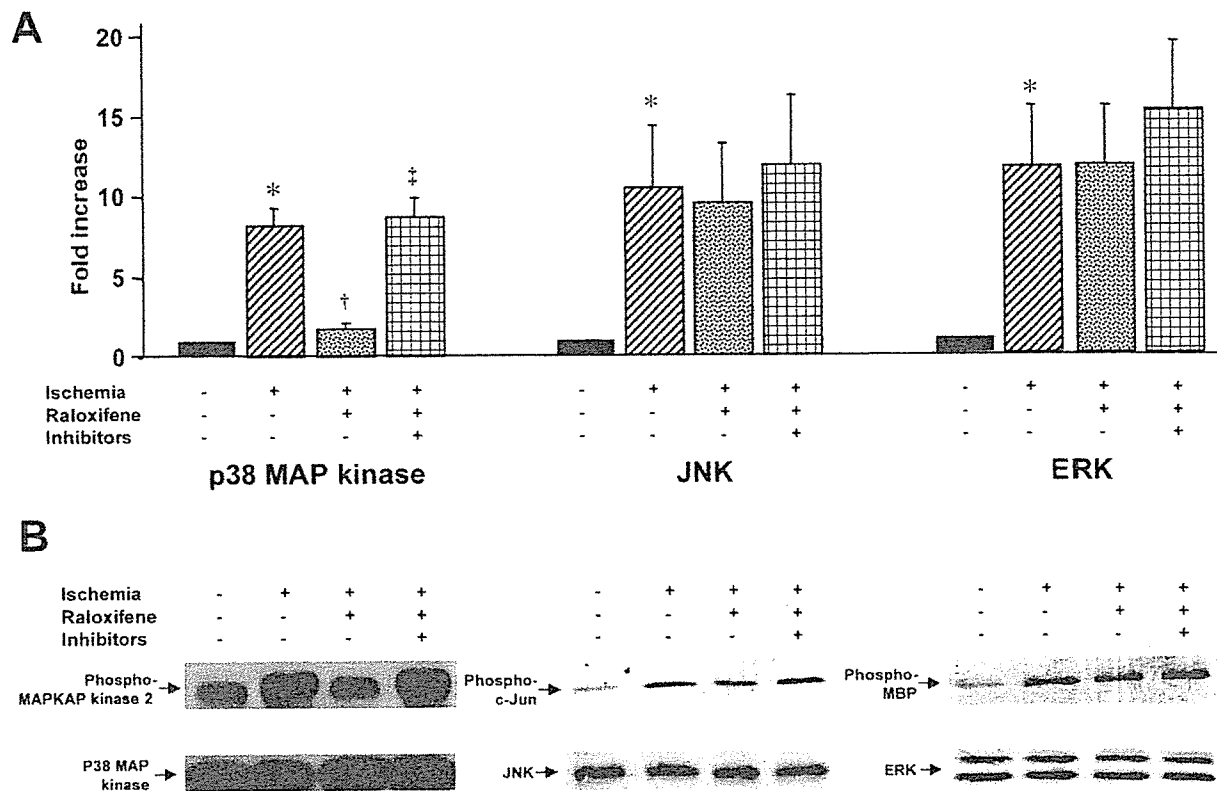 A
20
15
10
5
0
Fold increase
* † ‡ * *
Ischemia - + + + - + + + - + + +
Raloxifene - - + + - - + + - - + +
Inhibitors - - - + - - - + - - - +
p38 MAP kinase JNK ERK
B
Ischemia - + + + - + + + - + + +
Raloxifene - - + + - - + + - - + +
Inhibitors - - - + - - - + - - - +
Phospho-
MAPKAP kinase 2
Phospho-
c-Jun
Phospho-
MBP
P38 MAP
kinase
JNK
ERK